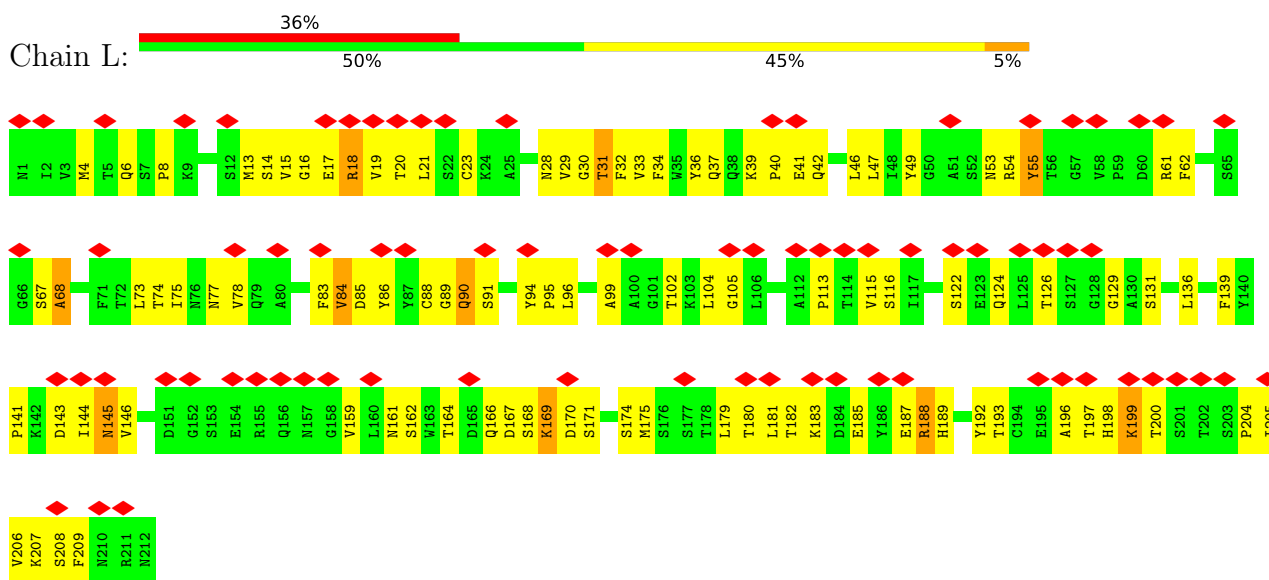 36%
Chain L:
50% 45% 5%
N1 I2 V3 M4 T5 Q6 S7 P8 K9 S12 M13 S14 V15 G16 E17 R18 V19 T20 L21 S22 C23 K24 A25 N28 V29 G30 T31 F32 V33 F34 W35 Y36 Q37 Q38 K39 P40 E41 Q42 L46 L47 I48 Y49 G50 A51 S52 N53 R54 Y55 T56 G57 V58 P59 D60 R61 F62 S65
G66 S67 A68 F71 T72 L73 T74 I75 N76 N77 V78 Q79 A80 F83 V84 D85 Y86 Y87 C88 G89 Q90 S91 Y94 P95 L96 A99 A100 G101 T102 K103 L104 G105 L106 A112 P113 T114 V115 S116 I117 S122 E123 Q124 L125 T126 S127 G128 G129 A130 S131 L136 F139 Y140
P141 K142 D143 I144 N145 V146 D151 G152 S153 E154 R155 Q156 N157 G158 V159 L160 N161 S162 W163 T164 D165 Q166 D167 S168 K169 D170 S171 S174 M175 S176 S177 T178 L179 T180 L181 T182 K183 D184 E185 Y186 E187 R188 H189 Y192 T193 C194 E195 A196 T197 H198 K199 T200 S201 T202 S203 P204
V206 K207 S208 F209 N210 R211 N212